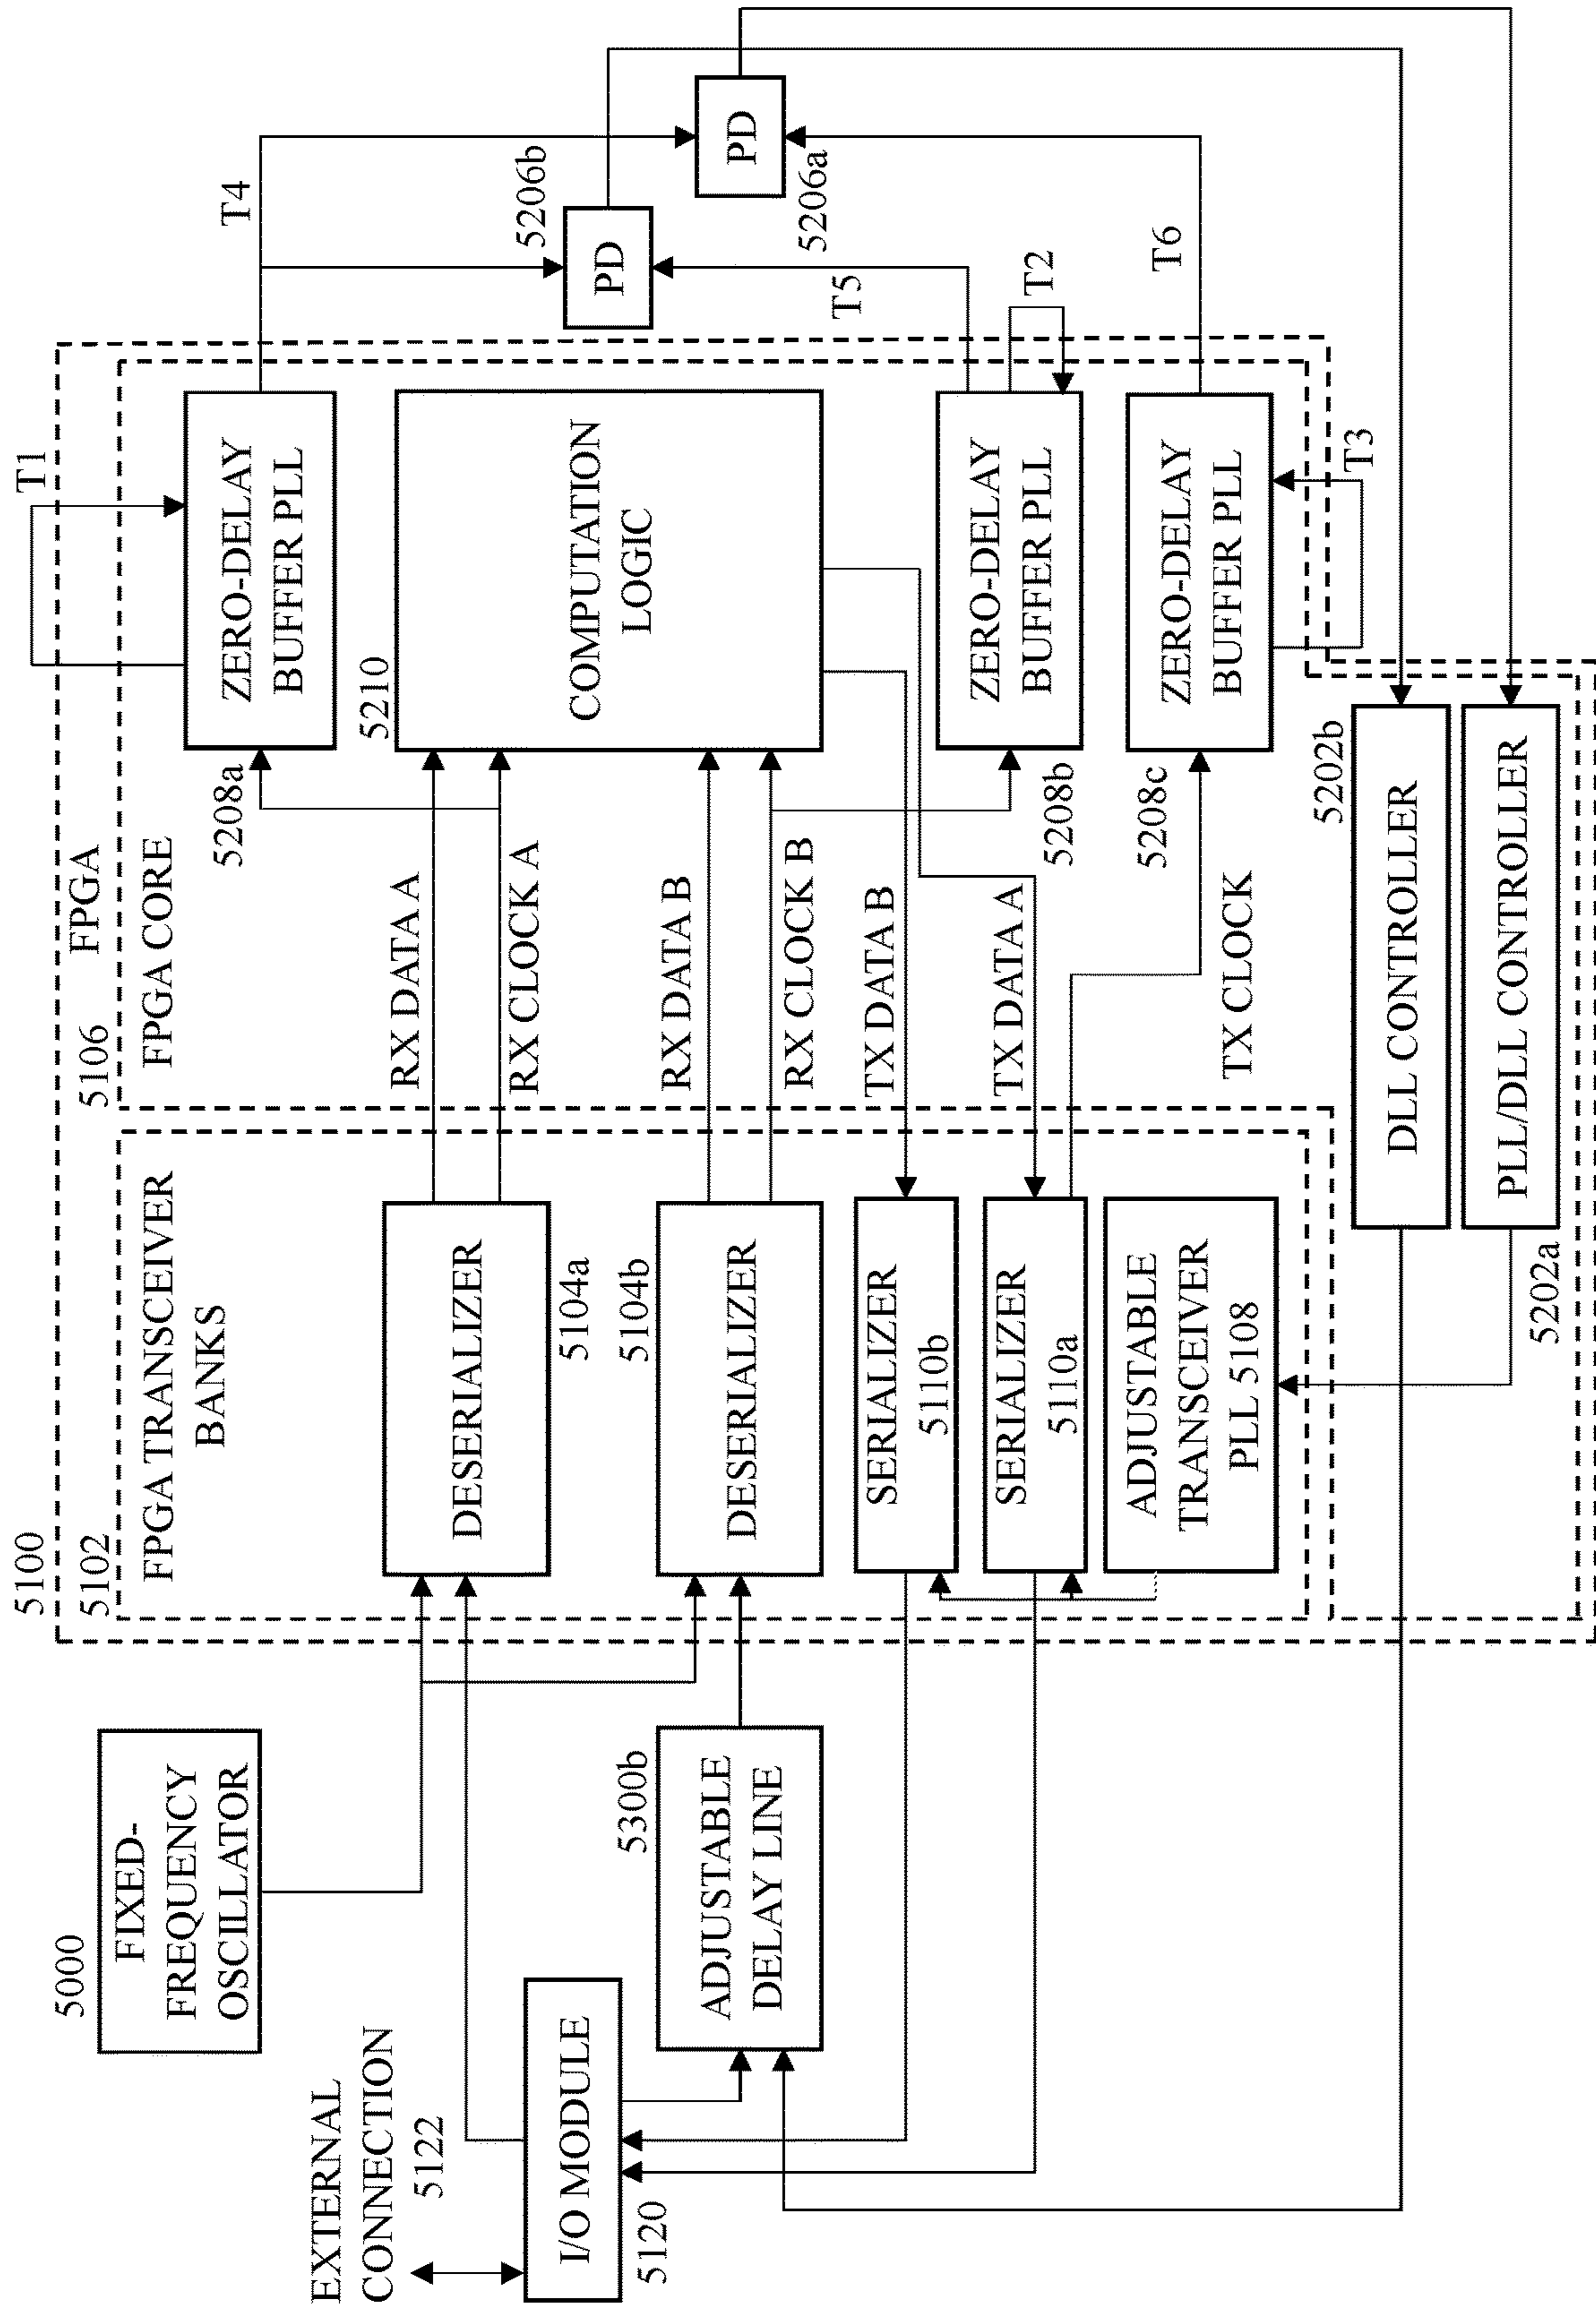 5000
FIXED-
FREQUENCY
OSCILLATOR
EXTERNAL
CONNECTION
5122
I/O MODULE
5120
5300b
ADJUSTABLE
DELAY LINE
5100
5102
FPGA TRANSCEIVER
BANKS
DESERIALIZER
5104a
5104b
DESERIALIZER
SERIALIZER
5110b
SERIALIZER
5110a
ADJUSTABLE
TRANSCEIVER
PLL 5108
5106
FPGA
FPGA CORE
RX DATA A
RX CLOCK A
RX DATA B
RX CLOCK B
TX DATA B
TX DATA A
TX CLOCK
5208a
ZERO-DELAY
BUFFER PLL
T1
5210
COMPUTATION
LOGIC
5208b
ZERO-DELAY
BUFFER PLL
T2
5208c
ZERO-DELAY
BUFFER PLL
T3
T4
5206b
PD
T5
PD
5206a
T6
5202b
DLL CONTROLLER
PLL/DLL CONTROLLER
5202a